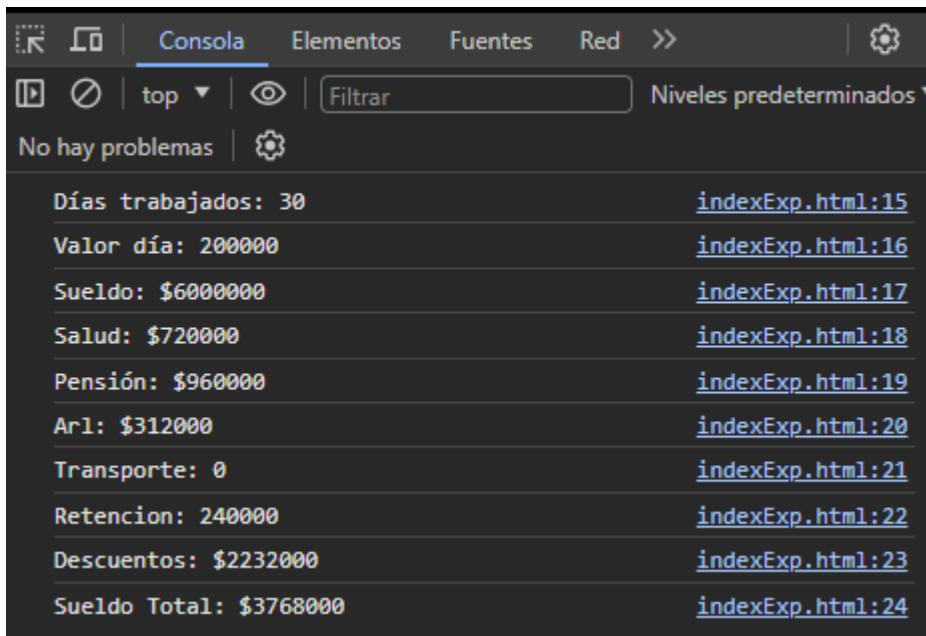 Consola Elementos Fuentes Red
top Filtrar Niveles predeterminados
No hay problemas
Días trabajados: 30 indexExp.html:15
Valor día: 200000 indexExp.html:16
Sueldo: $6000000 indexExp.html:17
Salud: $720000 indexExp.html:18
Pensión: $960000 indexExp.html:19
Arl: $312000 indexExp.html:20
Transporte: 0 indexExp.html:21
Retencion: 240000 indexExp.html:22
Descuentos: $2232000 indexExp.html:23
Sueldo Total: $3768000 indexExp.html:24